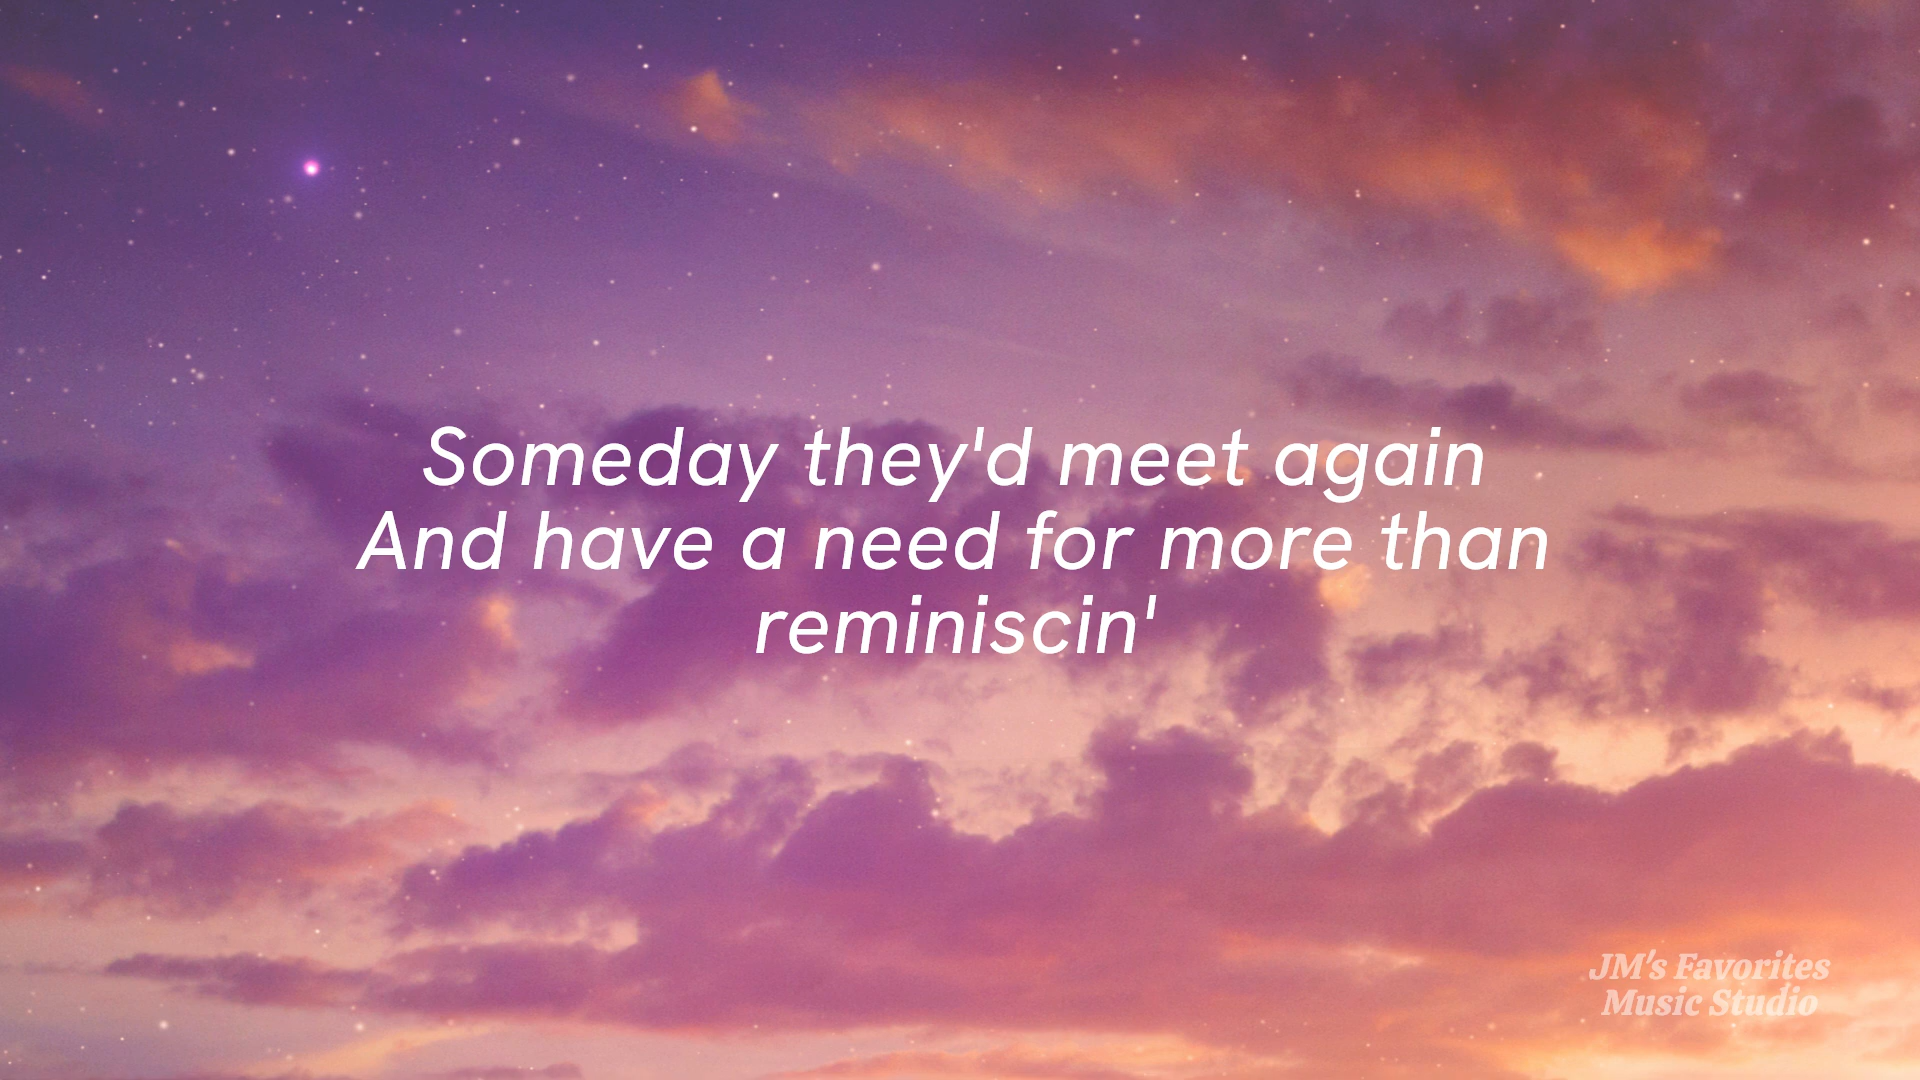 Someday they'd meet again
And have a need for more than
reminiscin'
JM's Favorites
Music Studio